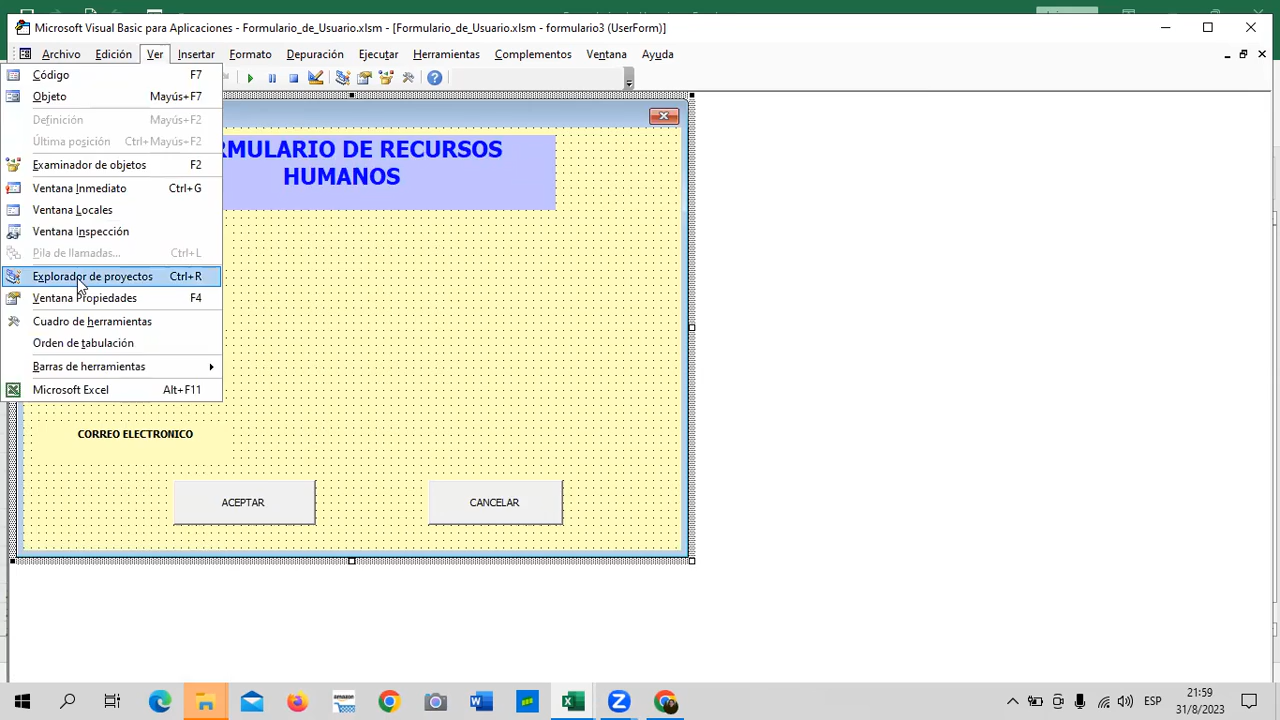 Microsoft Visual Basic para Aplicaciones - Formulario_de_Usuario.xlsm - [Formulario_de_Usuario.xlsm - formulario3 (UserForm)]
Archivo Edición Ver Insertar Formato Depuración Ejecutar Herramientas Complementos Ventana Ayuda
Código F7
Objeto Mayús+F7
Definición Mayús+F2
Última posición Ctrl+Mayús+F2
Examinador de objetos F2
Ventana Inmediato Ctrl+G
Ventana Locales
Ventana Inspección
Pila de llamadas... Ctrl+L
Explorador de proyectos Ctrl+R
Ventana Propiedades F4
Cuadro de herramientas
Orden de tabulación
Barras de herramientas
Microsoft Excel Alt+F11
RMULARIO DE RECURSOS
HUMANOS
CORREO ELECTRONICO
ACEPTAR CANCELAR
ESP
21:59
31/8/2023